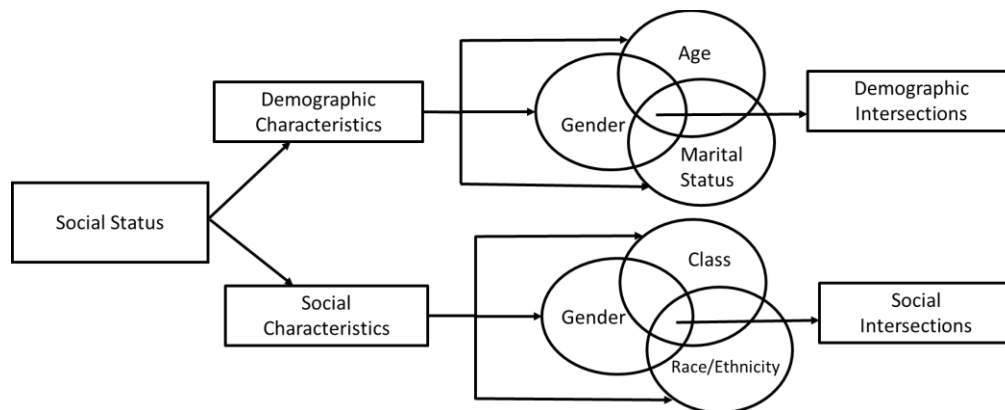 Social Status
Demographic
Characteristics
Age
Gender
Marital
Status
Demographic
Intersections
Social
Characteristics
Class
Gender
Race/Ethnicity
Social
Intersections